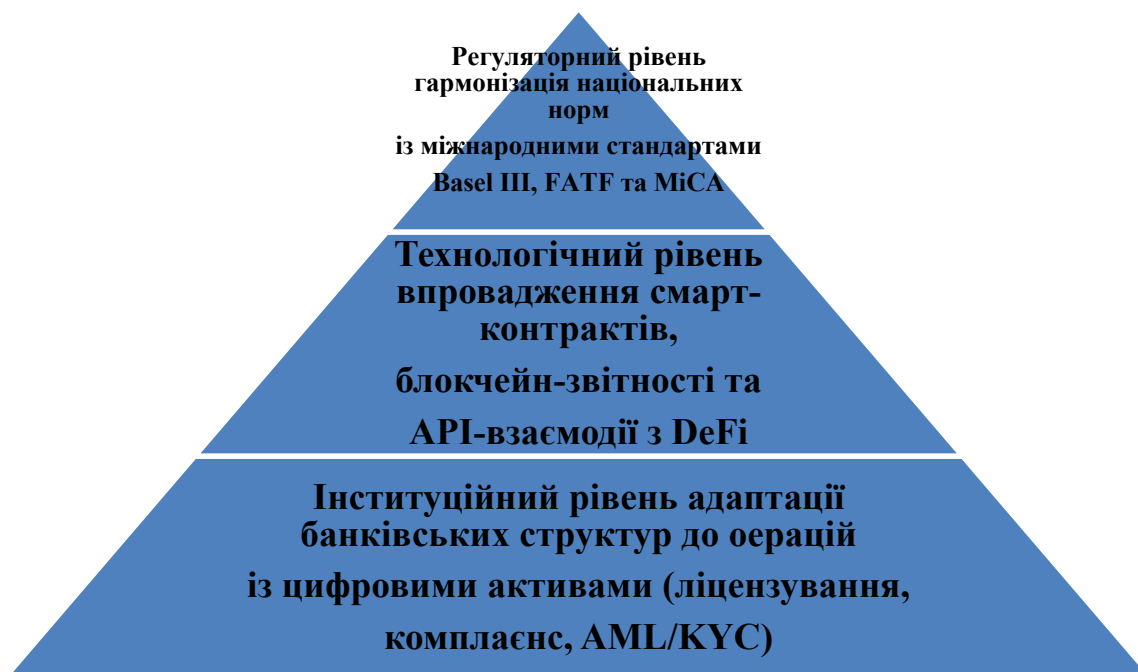 Регуляторний рівень
гармонізація національних
норм
із міжнародними стандартами
Basel III, FATF та MiCA
Технологічний рівень
впровадження смарт-
контрактів,
блокчейн-звітності та
API-взаємодії з DeFi
Інституційний рівень адаптації
банківських структур до оерацій
із цифровими активами (ліцензування,
комплаєнс, AML/KYC)